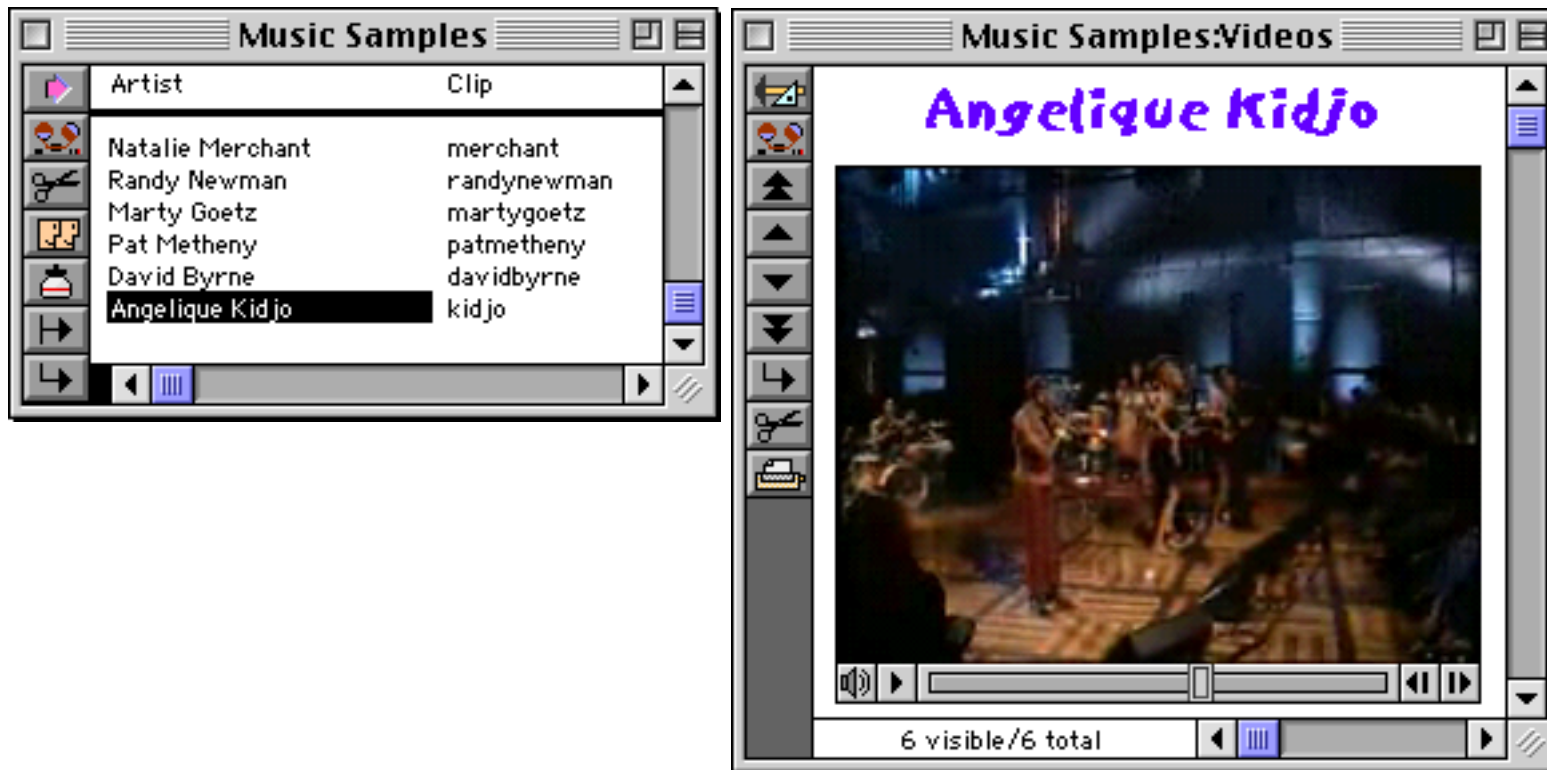 Music Samples
Artist Clip
Natalie Merchant merchant
Randy Newman randynewman
Marty Goetz martygoetz
Pat Metheny patmetheny
David Byrne davidbyrne
Angelique Kidjo kidjo
Music Samples:Videos
Angelique Kidjo
6 visible/6 total